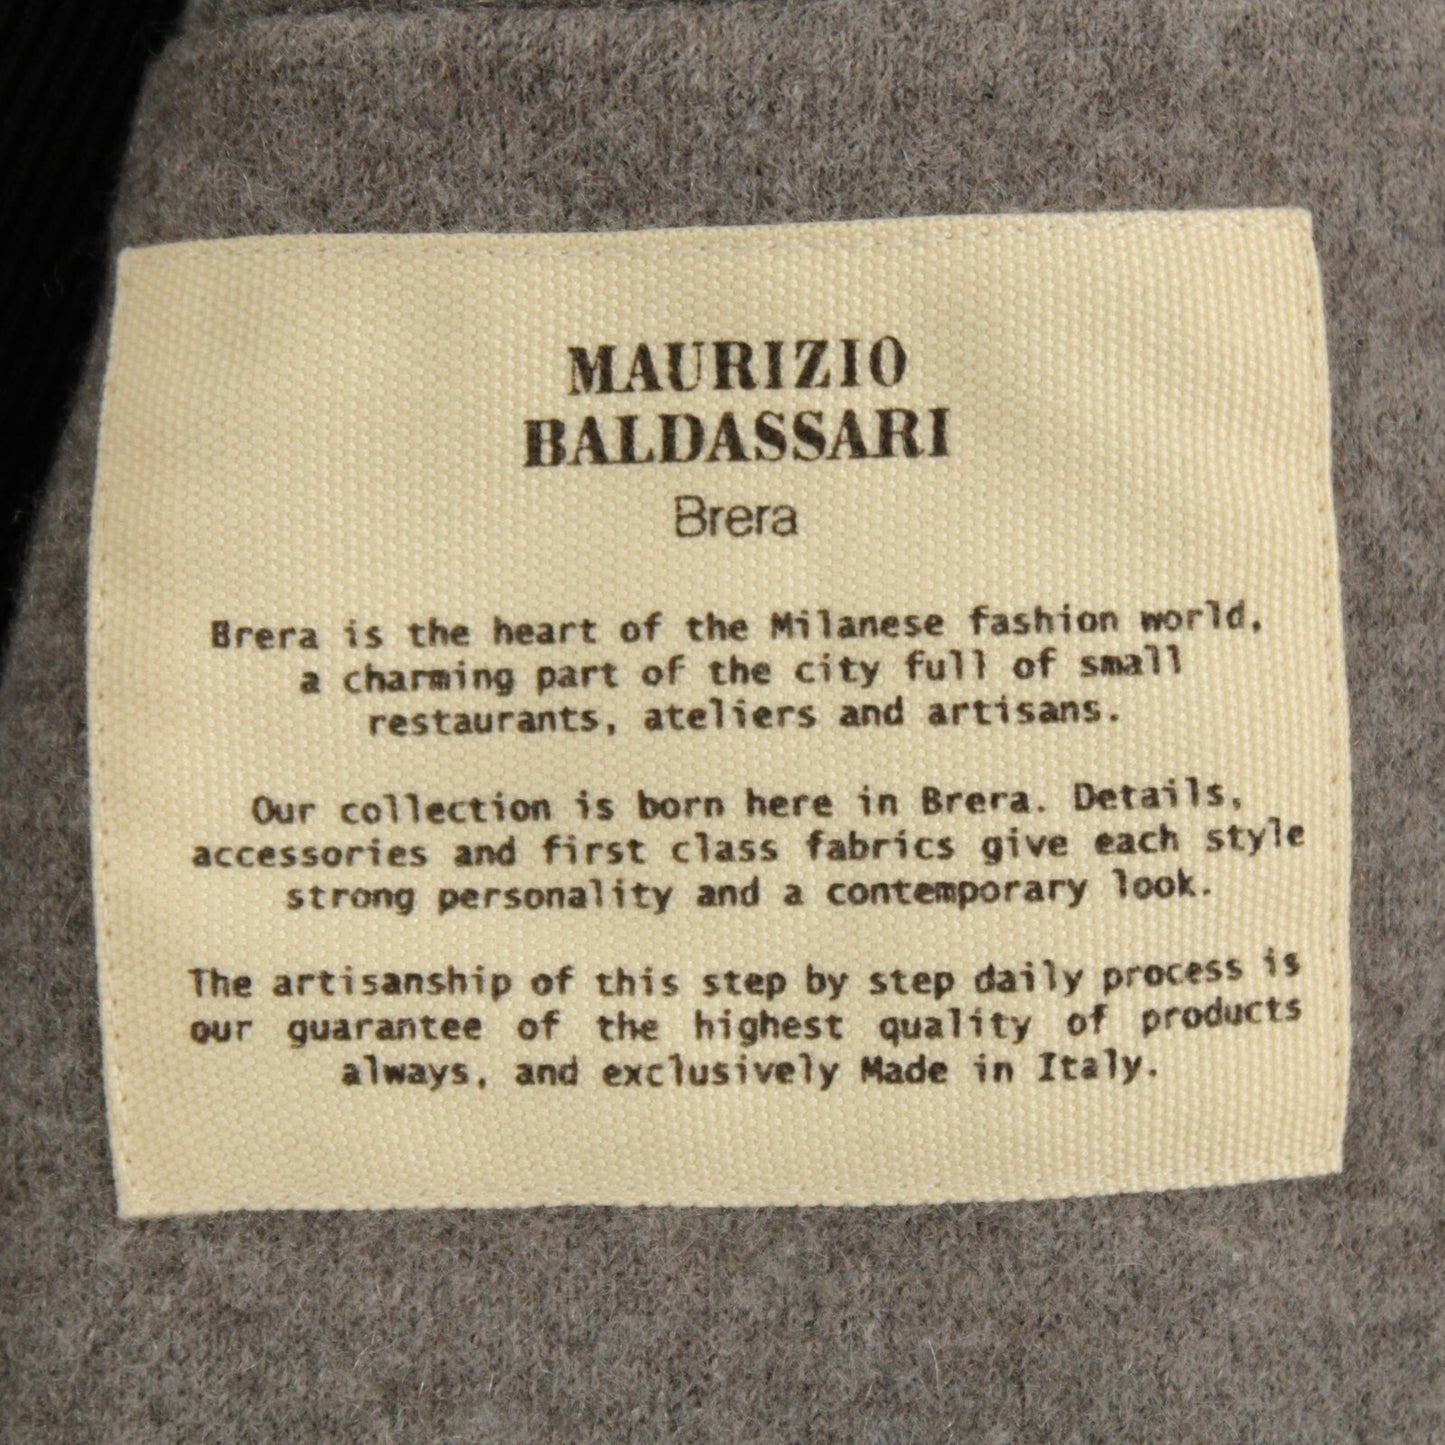 MAURIZIO
BALDASSARI
Brera
Brera is the heart of the Milanese fashion world,
a charming part of the city full of small
restaurants, ateliers and artisans.
Our collection is born here in Brera. Details,
accessories and first class fabrics give each style
strong personality and a contemporary look.
The artisanship of this step by step daily process is
our guarantee of the highest quality of products
always, and exclusively Made in Italy.